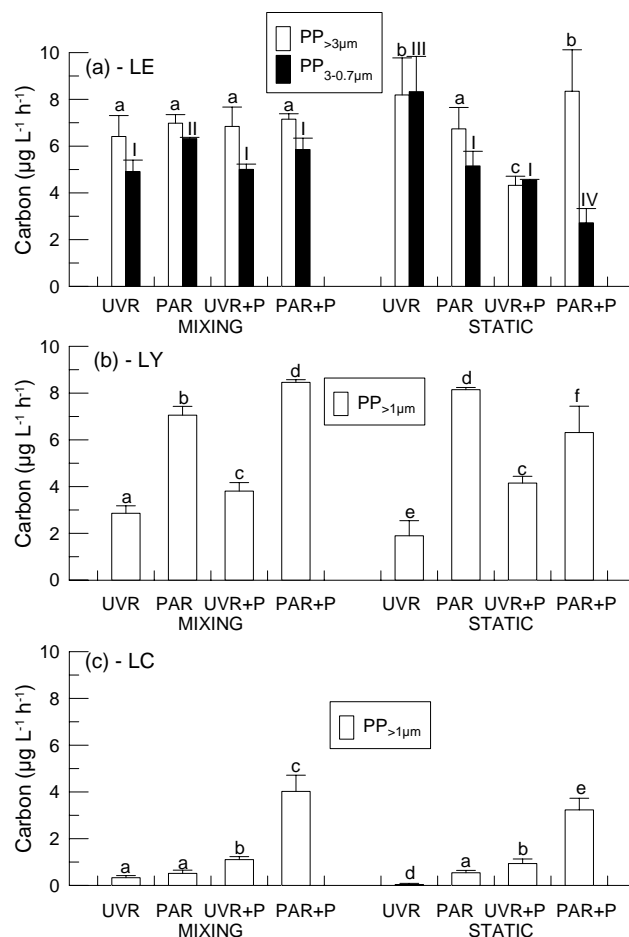 (a) - LE
PP>3µm
PP3-0.7µm
Carbon (µg L-1 h-1)
10
8
6
4
2
0
a I a II a I a I b III a I c I b IV
UVR PAR UVR+P PAR+P UVR PAR UVR+P PAR+P
MIXING STATIC
(b) - LY
PP>1µm
Carbon (µg L-1 h-1)
10
8
6
4
2
0
a b c d e d c f
UVR PAR UVR+P PAR+P UVR PAR UVR+P PAR+P
MIXING STATIC
(c) - LC
PP>1µm
Carbon (µg L-1 h-1)
10
8
6
4
2
0
a a b c d a b e
UVR PAR UVR+P PAR+P UVR PAR UVR+P PAR+P
MIXING STATIC